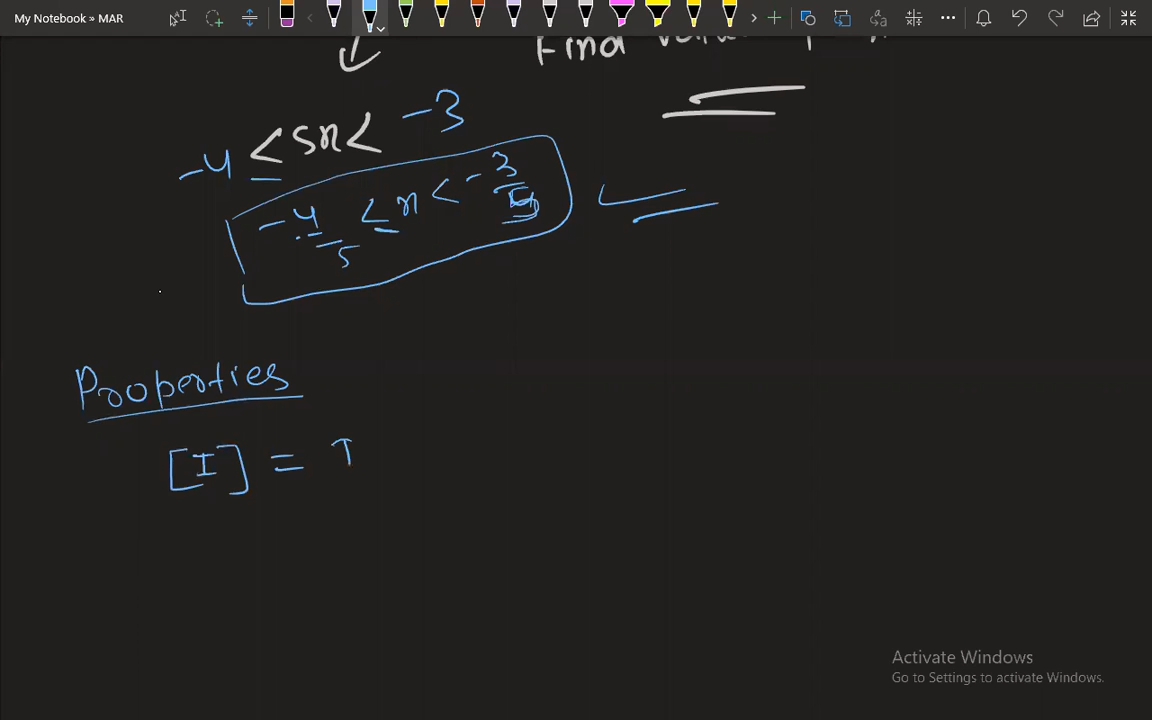 My Notebook » MAR
Find
-4 ≤ 5x < -3
-4/5 ≤ x < -3/5
Properties
[I] = I
Activate Windows
Go to Settings to activate Windows.